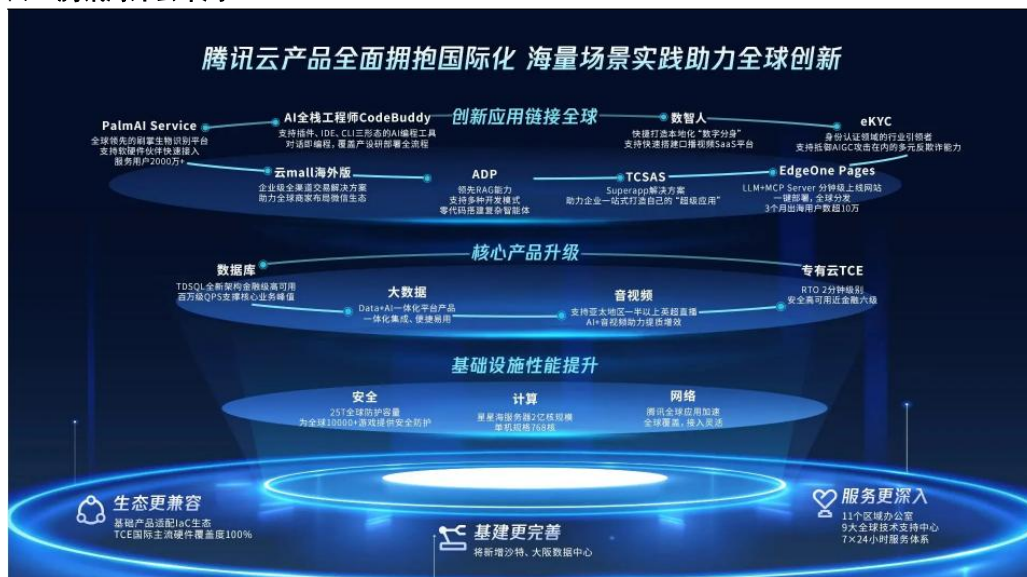 腾讯云产品全面拥抱国际化 海量场景实践助力全球创新
创新应用链接全球
PalmAI Service
全球领先的刷掌生物识别平台
支持软硬件伙伴快速接入
服务用户2000万+
AI全栈工程师CodeBuddy
支持插件、IDE、CLI三形态的AI编程工具
对话即编程，覆盖产设研部署全流程
数智人
快捷打造本地化“数字分身”
支持快速搭建口播视频SaaS平台
eKYC
身份认证领域的行业引领者
支持抵御AIGC攻击在内的多元反欺诈能力
云mall海外版
企业级全渠道交易解决方案
助力全球商家布局微信生态
ADP
领先RAG能力
支持多种开发模式
零代码搭建复杂智能体
TCSAS
Superapp解决方案
助力企业一站式打造自己的“超级应用”
EdgeOne Pages
LLM+MCP Server 分钟级上线网站
一键部署，全球分发
3个月出海用户数超10万
核心产品升级
数据库
TDSQL全新架构金融级高可用
百万级QPS支撑核心业务峰值
大数据
Data+AI一体化平台产品
一体化集成、便捷易用
音视频
支持亚太地区一半以上英超直播
AI+音视频助力提质增效
专有云TCE
RTO 2分钟级别
安全高可用近金融六级
基础设施性能提升
安全
25T全球防护容量
为全球10000+游戏提供安全防护
计算
星星海服务器2亿核规模
单机规格768核
网络
腾讯全球应用加速
全球覆盖，接入灵活
生态更兼容
基础产品适配IaC生态
TCE国际主流硬件覆盖度100%
基建更完善
将新增沙特、大阪数据中心
服务更深入
11个区域办公室
9大全球技术支持中心
7×24小时服务体系